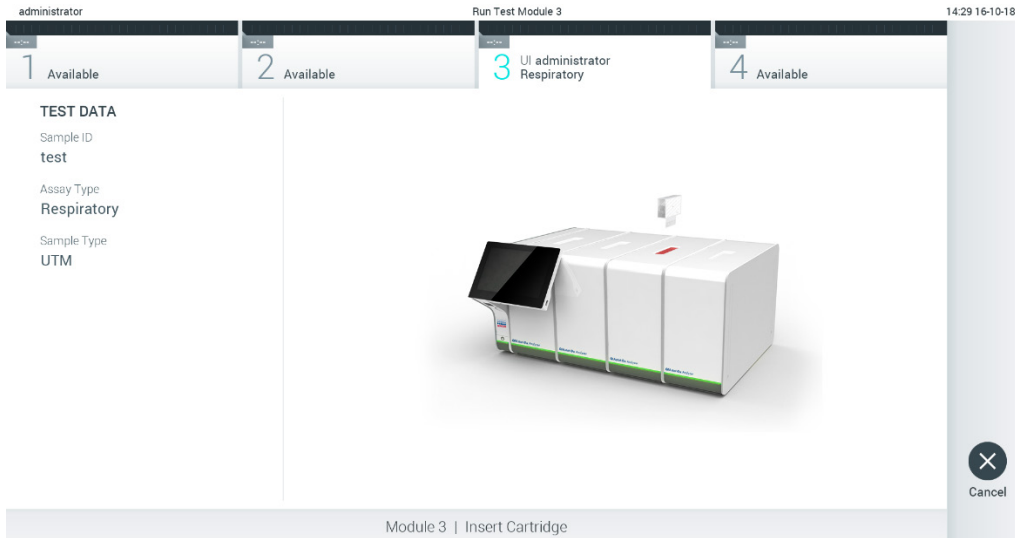 administrator
Run Test Module 3
14:29 16-10-18
--:--
--:--
--:--
--:--
1 Available
2 Available
3 UI administrator
Respiratory
4 Available
TEST DATA
Sample ID
test
Assay Type
Respiratory
Sample Type
UTM
Cancel
Module 3 | Insert Cartridge